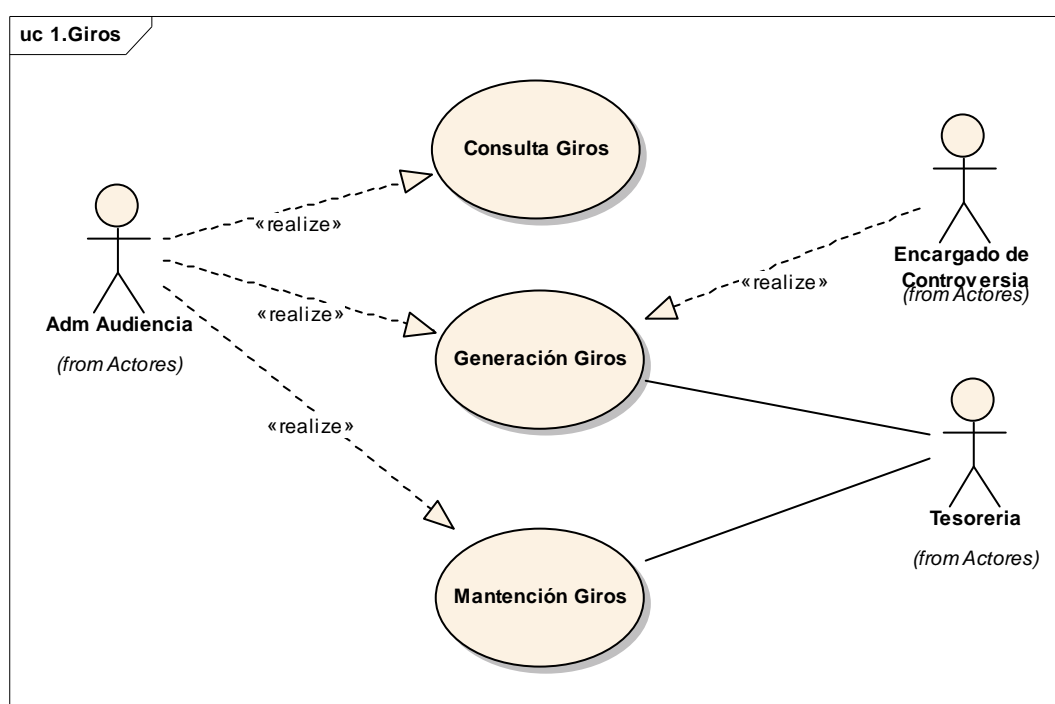 uc 1.Giros
Consulta Giros
«realize»
Adm Audiencia
(from Actores)
«realize»
Generación Giros
«realize»
Encargado de
Controversia
(from Actores)
«realize»
Mantención Giros
Tesoreria
(from Actores)